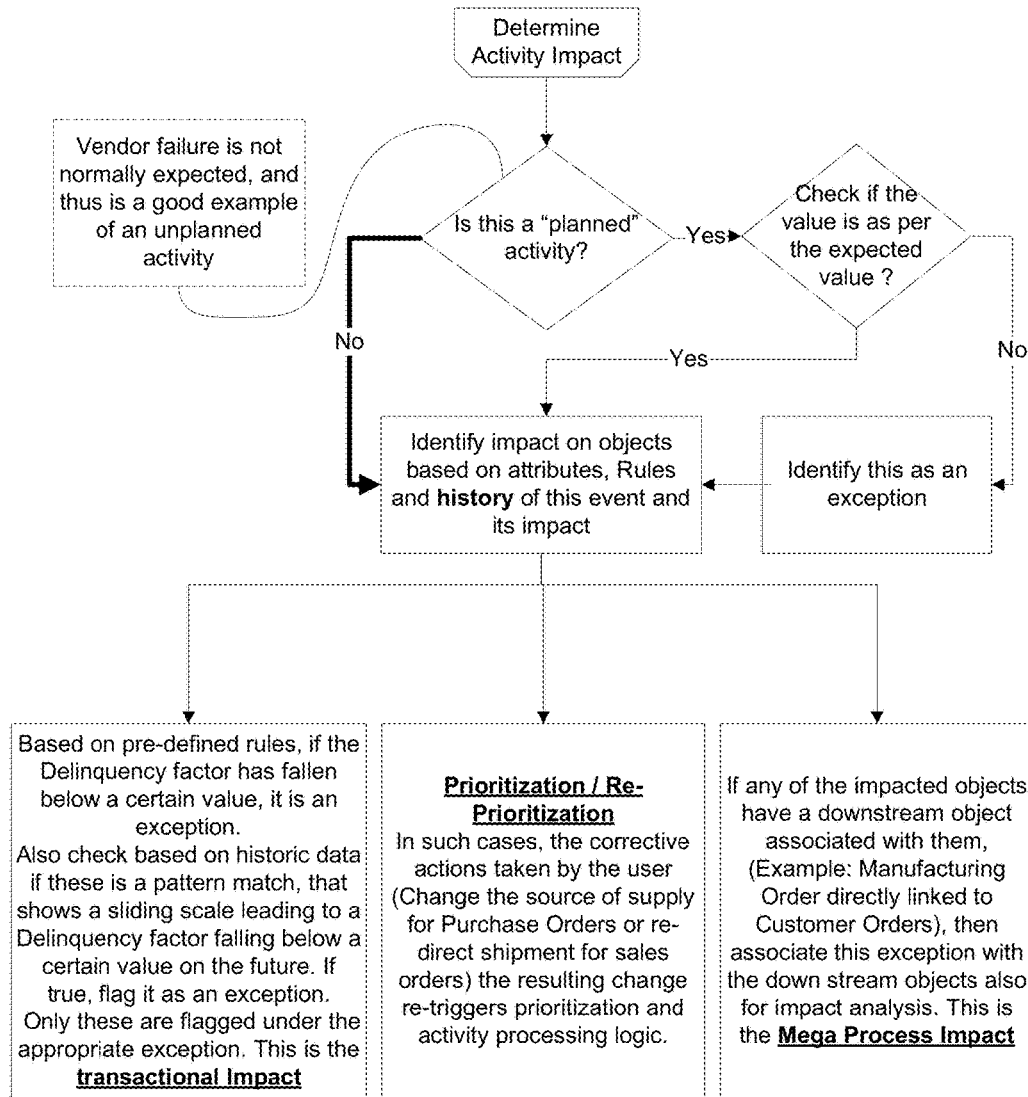 Determine
Activity Impact
Vendor failure is not
normally expected, and
thus is a good example
of an unplanned
activity
Is this a “planned”
activity?
Yes
Check if the
value is as per
the expected
value ?
No
Yes
No
Identify impact on objects
based on attributes, Rules
and history of this event and
its impact
Identify this as an
exception
Based on pre-defined rules, if the
Delinquency factor has fallen
below a certain value, it is an
exception.
Also check based on historic data
if these is a pattern match, that
shows a sliding scale leading to a
Delinquency factor falling below a
certain value on the future. If
true, flag it as an exception.
Only these are flagged under the
appropriate exception. This is the
transactional Impact
Prioritization / Re-
Prioritization
In such cases, the corrective
actions taken by the user
(Change the source of supply
for Purchase Orders or re-
direct shipment for sales
orders) the resulting change
re-triggers prioritization and
activity processing logic.
If any of the impacted objects
have a downstream object
associated with them,
(Example: Manufacturing
Order directly linked to
Customer Orders), then
associate this exception with
the down stream objects also
for impact analysis. This is
the Mega Process Impact